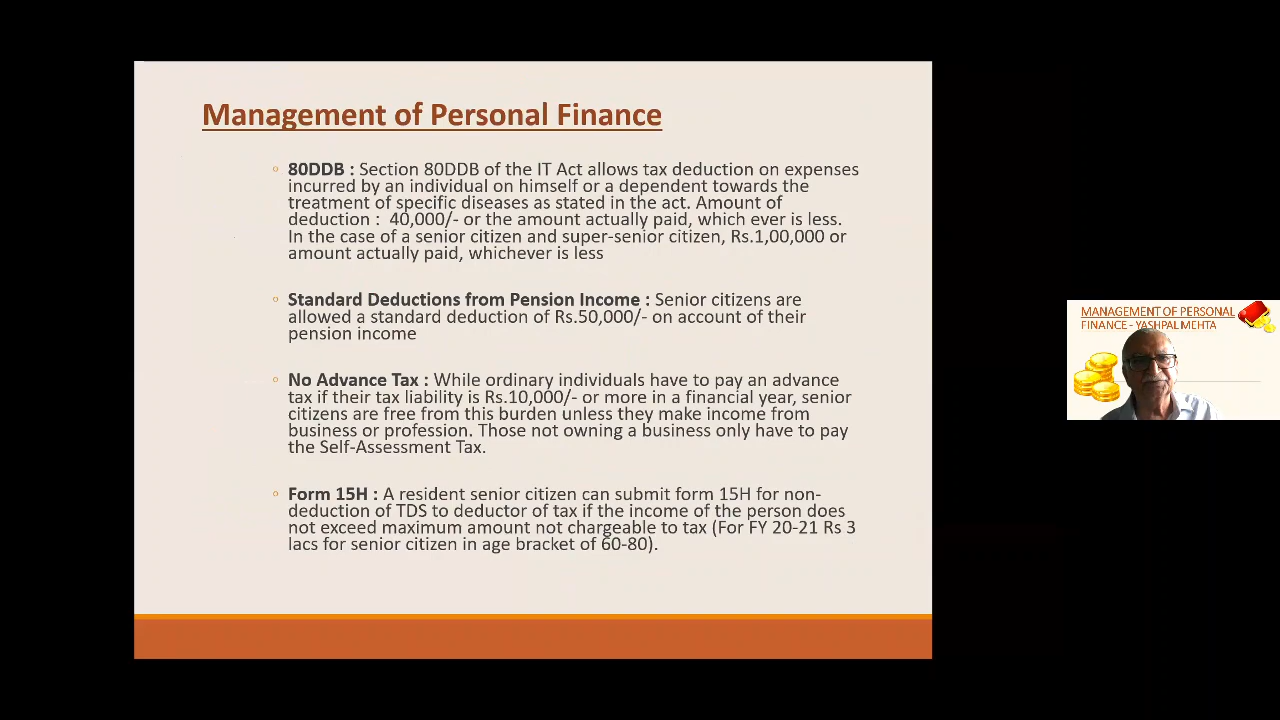 Management of Personal Finance
◦ 80DDB : Section 80DDB of the IT Act allows tax deduction on expenses
incurred by an individual on himself or a dependent towards the
treatment of specific diseases as stated in the act. Amount of
deduction :  40,000/- or the amount actually paid, which ever is less.
In the case of a senior citizen and super-senior citizen, Rs.1,00,000 or
amount actually paid, whichever is less
◦ Standard Deductions from Pension Income : Senior citizens are
allowed a standard deduction of Rs.50,000/- on account of their
pension income
◦ No Advance Tax : While ordinary individuals have to pay an advance
tax if their tax liability is Rs.10,000/- or more in a financial year, senior
citizens are free from this burden unless they make income from
business or profession. Those not owning a business only have to pay
the Self-Assessment Tax.
◦ Form 15H : A resident senior citizen can submit form 15H for non-
deduction of TDS to deductor of tax if the income of the person does
not exceed maximum amount not chargeable to tax (For FY 20-21 Rs 3
lacs for senior citizen in age bracket of 60-80).
MANAGEMENT OF PERSONAL
FINANCE - YASHPAL MEHTA